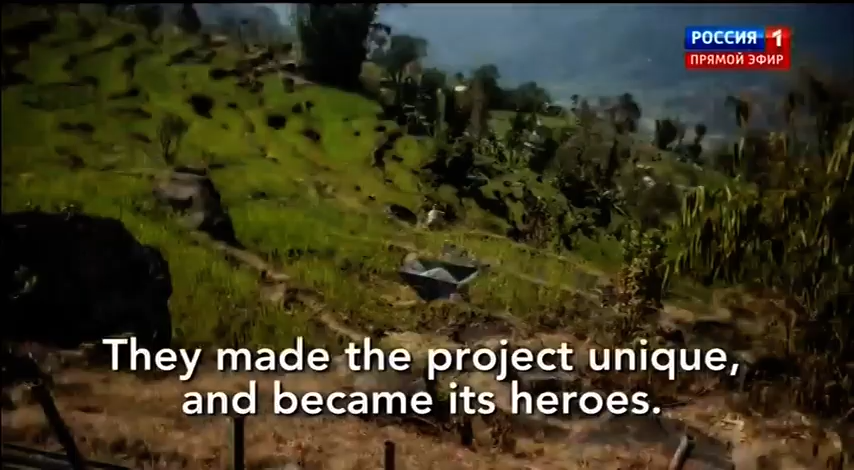 РОССИЯ 1
ПРЯМОЙ ЭФИР
They made the project unique,
and became its heroes.